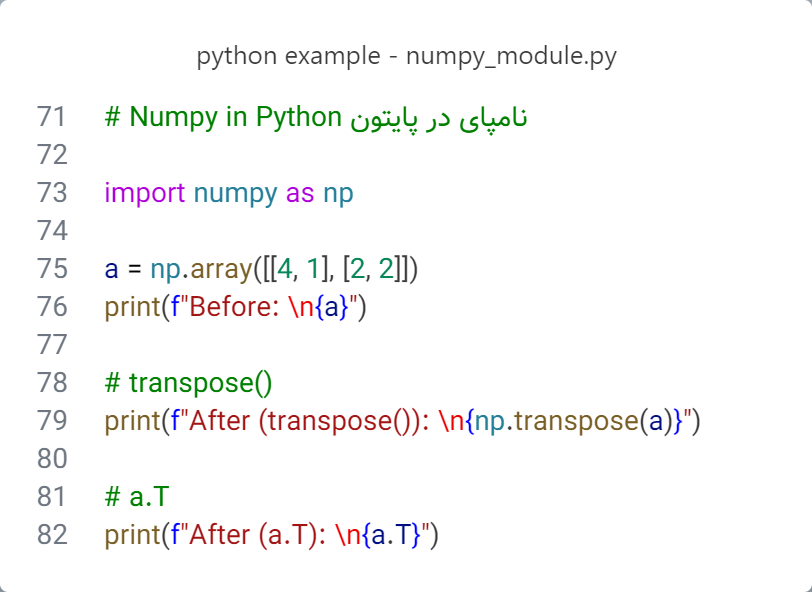 python example - numpy_module.py
71 # Numpy in Python نامپای در پایتون
72
73 import numpy as np
74
75 a = np.array([[4, 1], [2, 2]])
76 print(f"Before: \n{a}")
77
78 # transpose()
79 print(f"After (transpose()): \n{np.transpose(a)}")
80
81 # a.T
82 print(f"After (a.T): \n{a.T}")